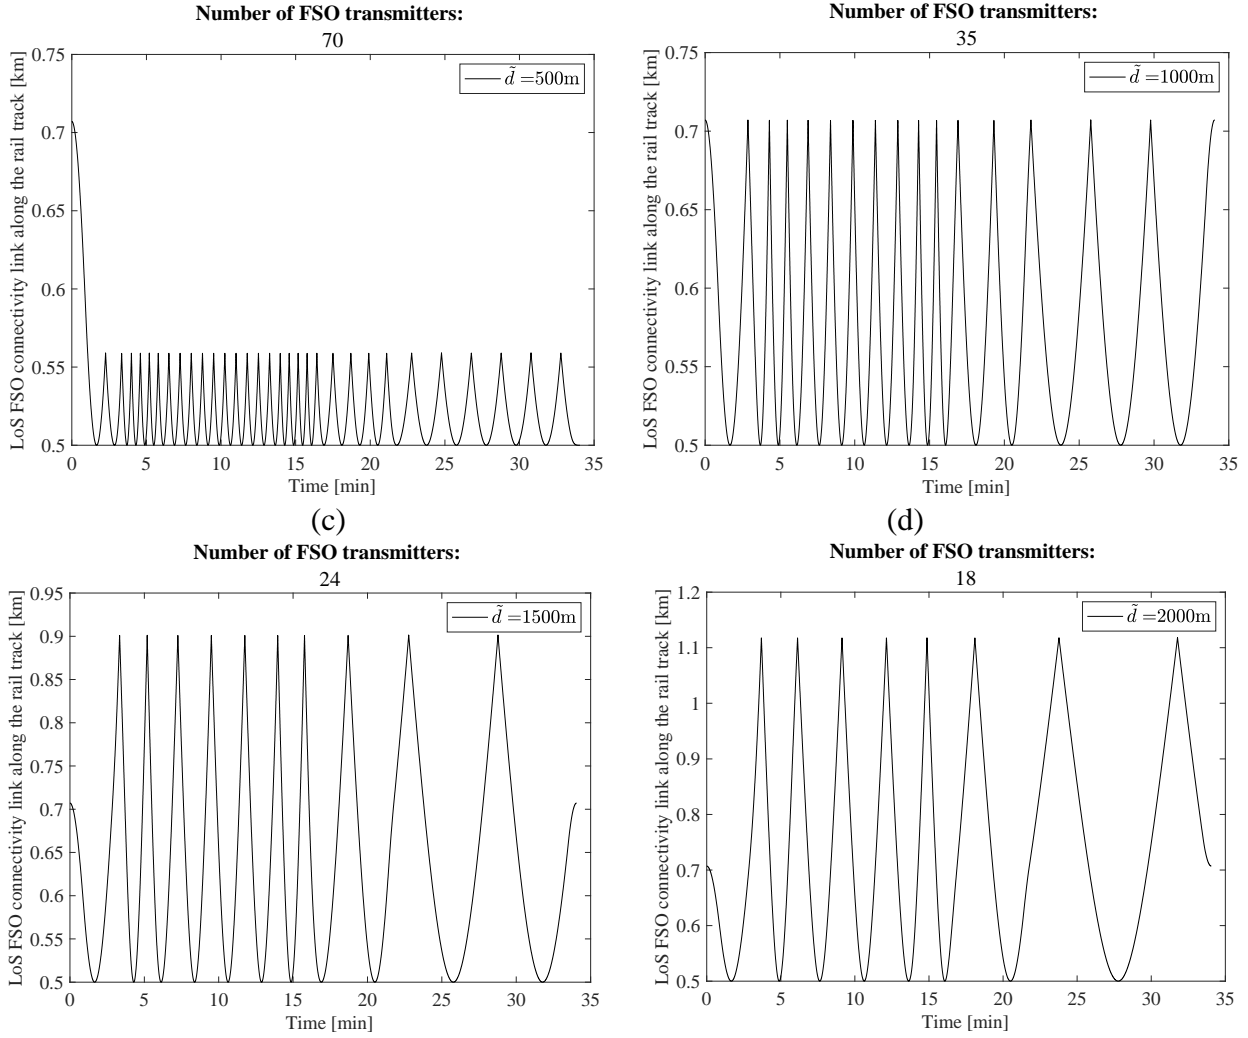 Number of FSO transmitters:
70
LoS FSO connectivity link along the rail track [km]
0.75
0.7
0.65
0.6
0.55
0.5
d̃ =500m
0 5 10 15 20 25 30 35
Time [min]
Number of FSO transmitters:
35
LoS FSO connectivity link along the rail track [km]
0.75
0.7
0.65
0.6
0.55
0.5
d̃ =1000m
0 5 10 15 20 25 30 35
Time [min]
(c)
Number of FSO transmitters:
24
LoS FSO connectivity link along the rail track [km]
0.95
0.9
0.85
0.8
0.75
0.7
0.65
0.6
0.55
0.5
d̃ =1500m
0 5 10 15 20 25 30 35
Time [min]
(d)
Number of FSO transmitters:
18
LoS FSO connectivity link along the rail track [km]
1.2
1.1
1
0.9
0.8
0.7
0.6
0.5
d̃ =2000m
0 5 10 15 20 25 30 35
Time [min]